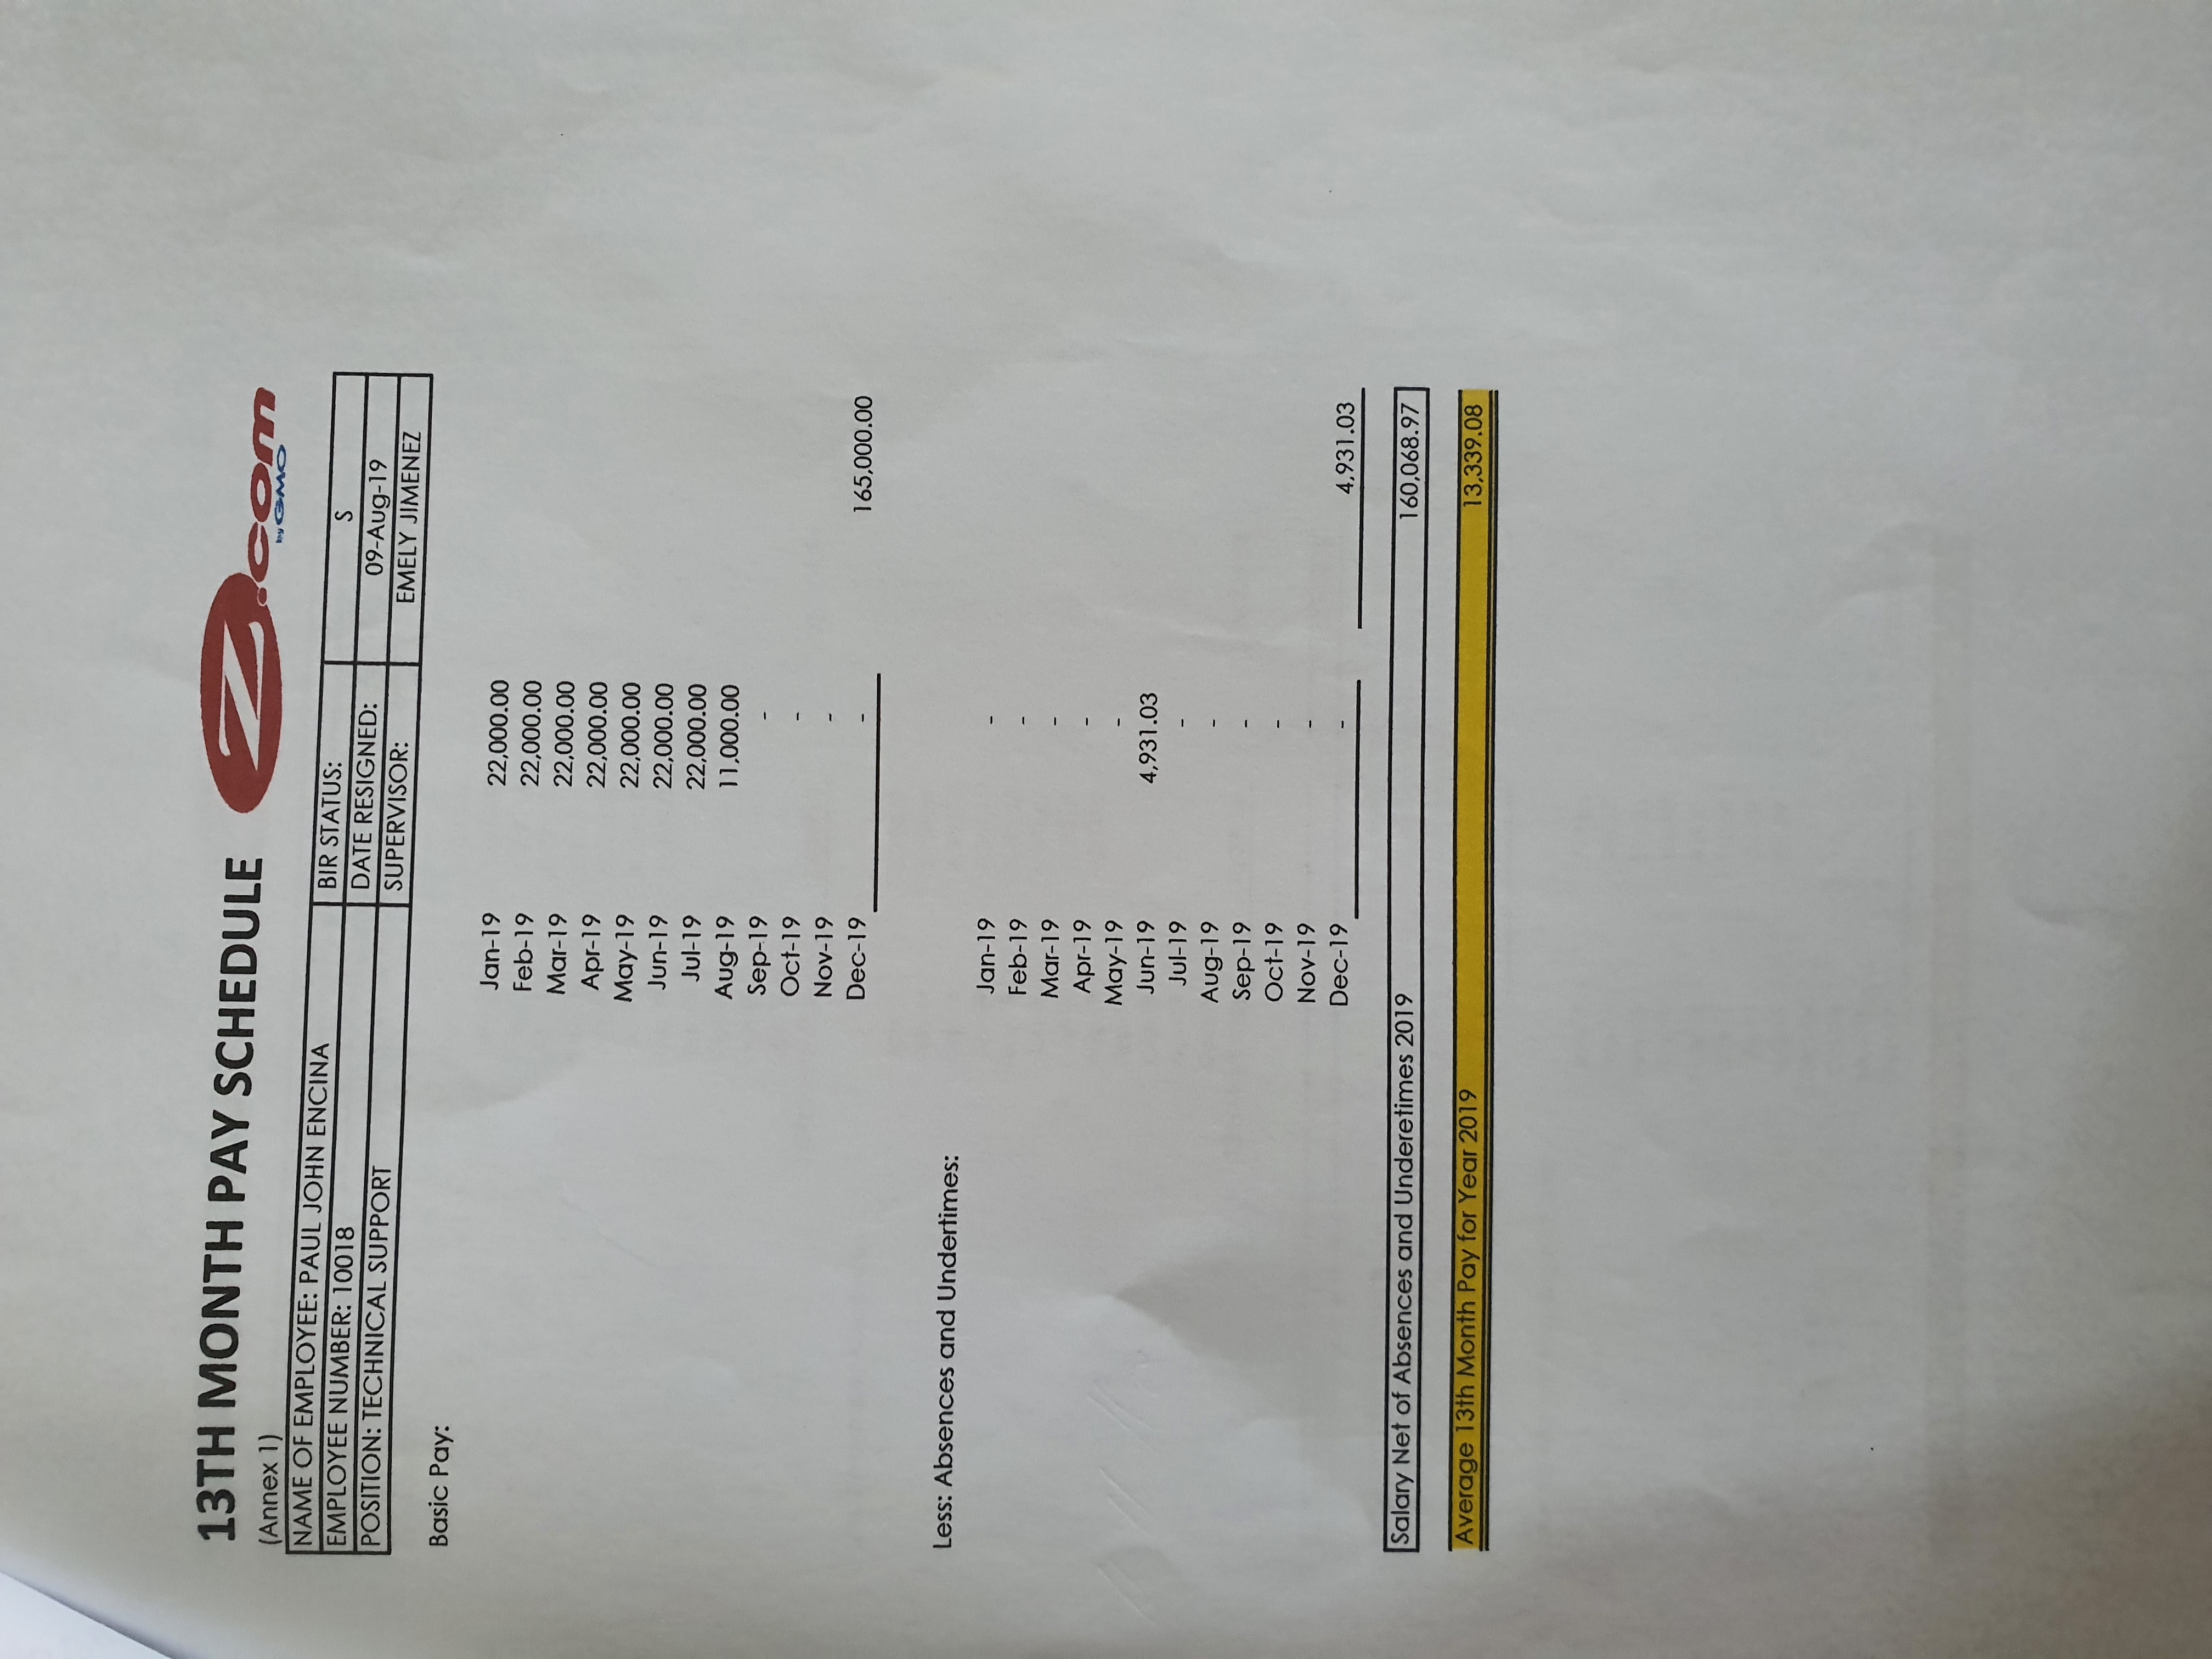 13TH MONTH PAY SCHEDULE
Z.com
by GMO
(Annex 1)
NAME OF EMPLOYEE: PAUL JOHN ENCINA BIR STATUS: S
EMPLOYEE NUMBER: 10018 DATE RESIGNED: 09-Aug-19
POSITION: TECHNICAL SUPPORT SUPERVISOR: EMELY JIMENEZ
Basic Pay:
Jan-19 22,000.00
Feb-19 22,000.00
Mar-19 22,000.00
Apr-19 22,000.00
May-19 22,000.00
Jun-19 22,000.00
Jul-19 22,000.00
Aug-19 11,000.00
Sep-19 -
Oct-19 -
Nov-19 -
Dec-19 - 165,000.00
Less: Absences and Undertimes:
Jan-19 -
Feb-19 -
Mar-19 -
Apr-19 -
May-19 -
Jun-19 4,931.03
Jul-19 -
Aug-19 -
Sep-19 -
Oct-19 -
Nov-19 -
Dec-19 - 4,931.03
Salary Net of Absences and Underetimes 2019 160,068.97
Average 13th Month Pay for Year 2019 13,339.08